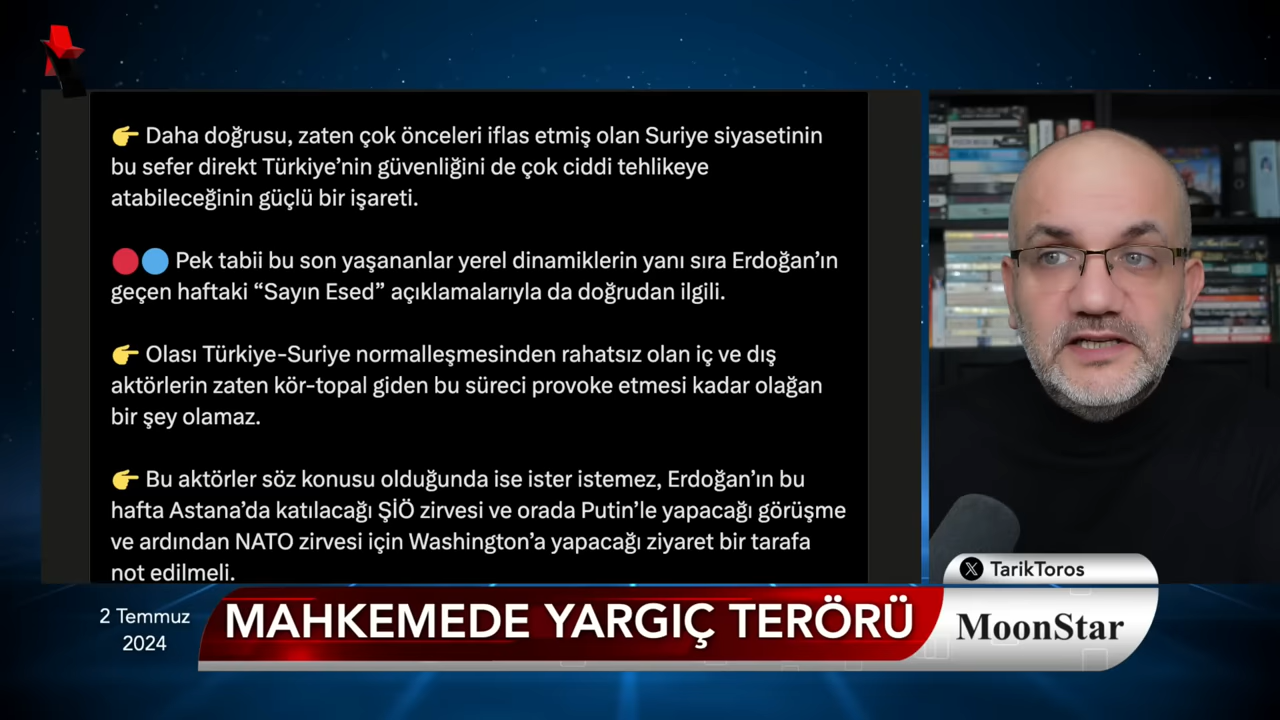 👉 Daha doğrusu, zaten çok önceleri iflas etmiş olan Suriye siyasetinin
bu sefer direkt Türkiye’nin güvenliğini de çok ciddi tehlikeye
atabileceğinin güçlü bir işareti.
🔴🔵 Pek tabii bu son yaşananlar yerel dinamiklerin yanı sıra Erdoğan’ın
geçen haftaki “Sayın Esed” açıklamalarıyla da doğrudan ilgili.
👉 Olası Türkiye-Suriye normalleşmesinden rahatsız olan iç ve dış
aktörlerin zaten kör-topal giden bu süreci provoke etmesi kadar olağan
bir şey olamaz.
👉 Bu aktörler söz konusu olduğunda ise ister istemez, Erdoğan’ın bu
hafta Astana’da katılacağı ŞİÖ zirvesi ve orada Putin’le yapacağı görüşme
ve ardından NATO zirvesi için Washington’a yapacağı ziyaret bir tarafa
not edilmeli.
X TarikToros
2 Temmuz
2024
MAHKEMEDE YARGIÇ TERÖRÜ
MoonStar